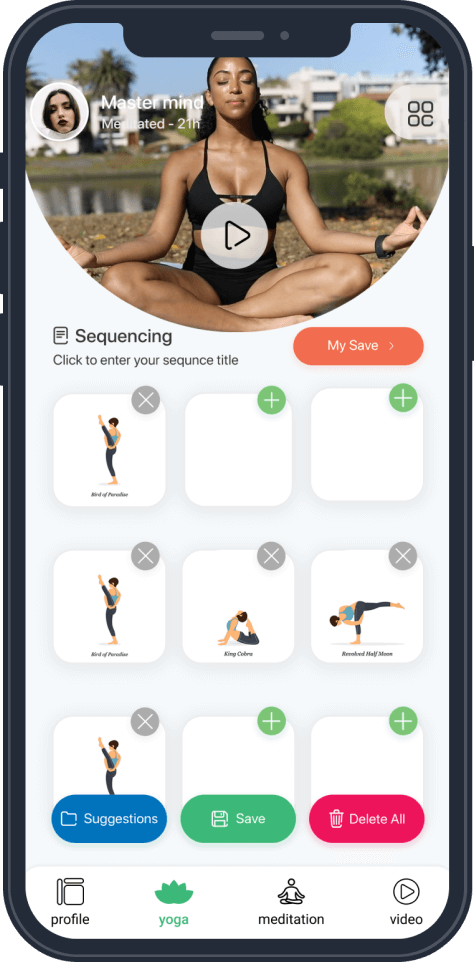 Master mind
Medtated - 21h
Sequencing
Click to enter your sequnce title
My Save
Bird of Paradise
Bird of Paradise
King Cobra
Revolved Half Moon
Suggestions
Save
Delete All
profile
yoga
meditation
video